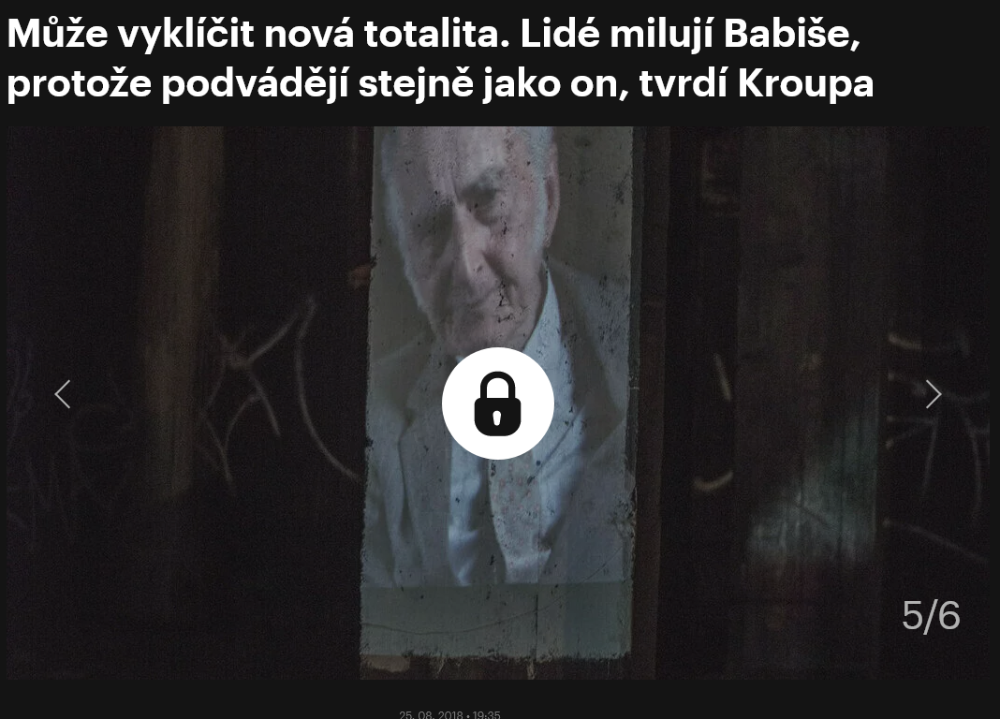 Může vyklíčit nová totalita. Lidé milují Babiše,
protože podvádějí stejně jako on, tvrdí Kroupa
5/6
25. 08. 2018 • 19:35